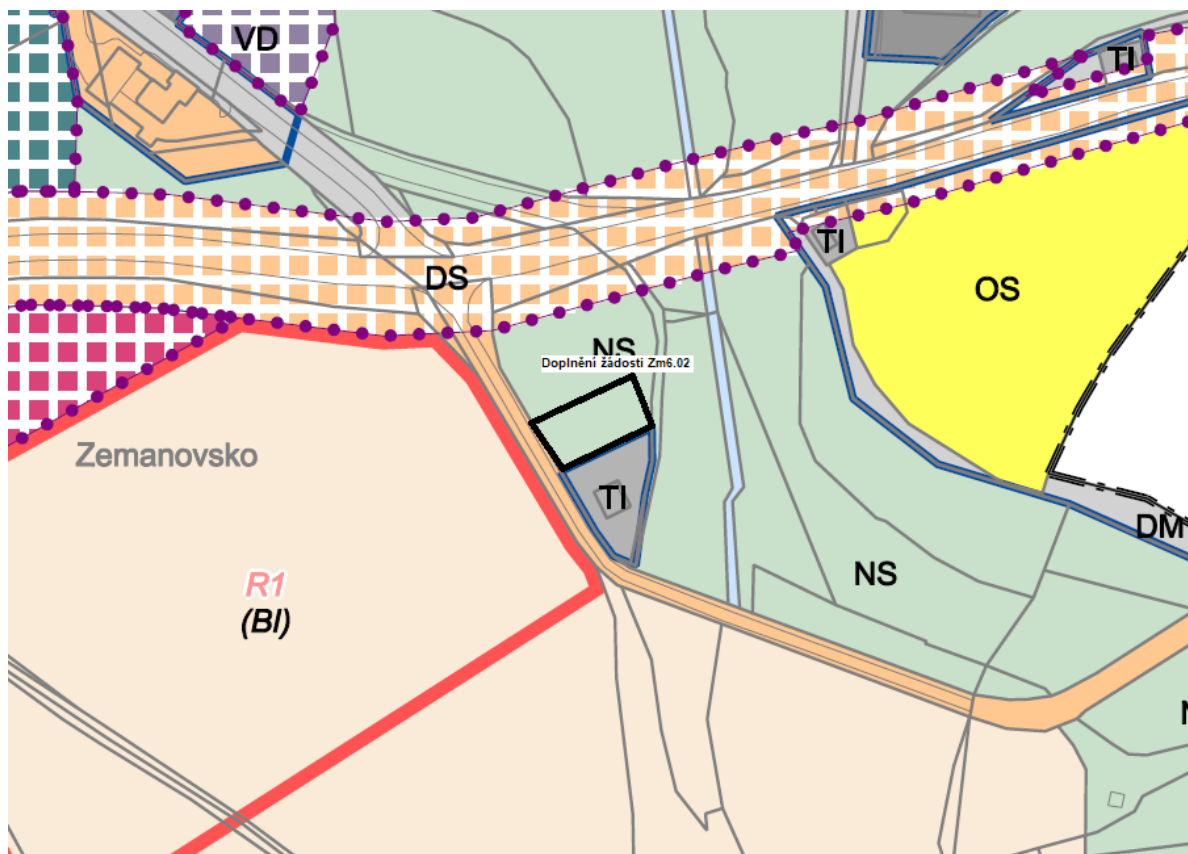 VD
TI
TI
OS
DS
NS
Doplnění žádosti Zm6.02
Zemanovsko
TI
DM
NS
R1
(BI)